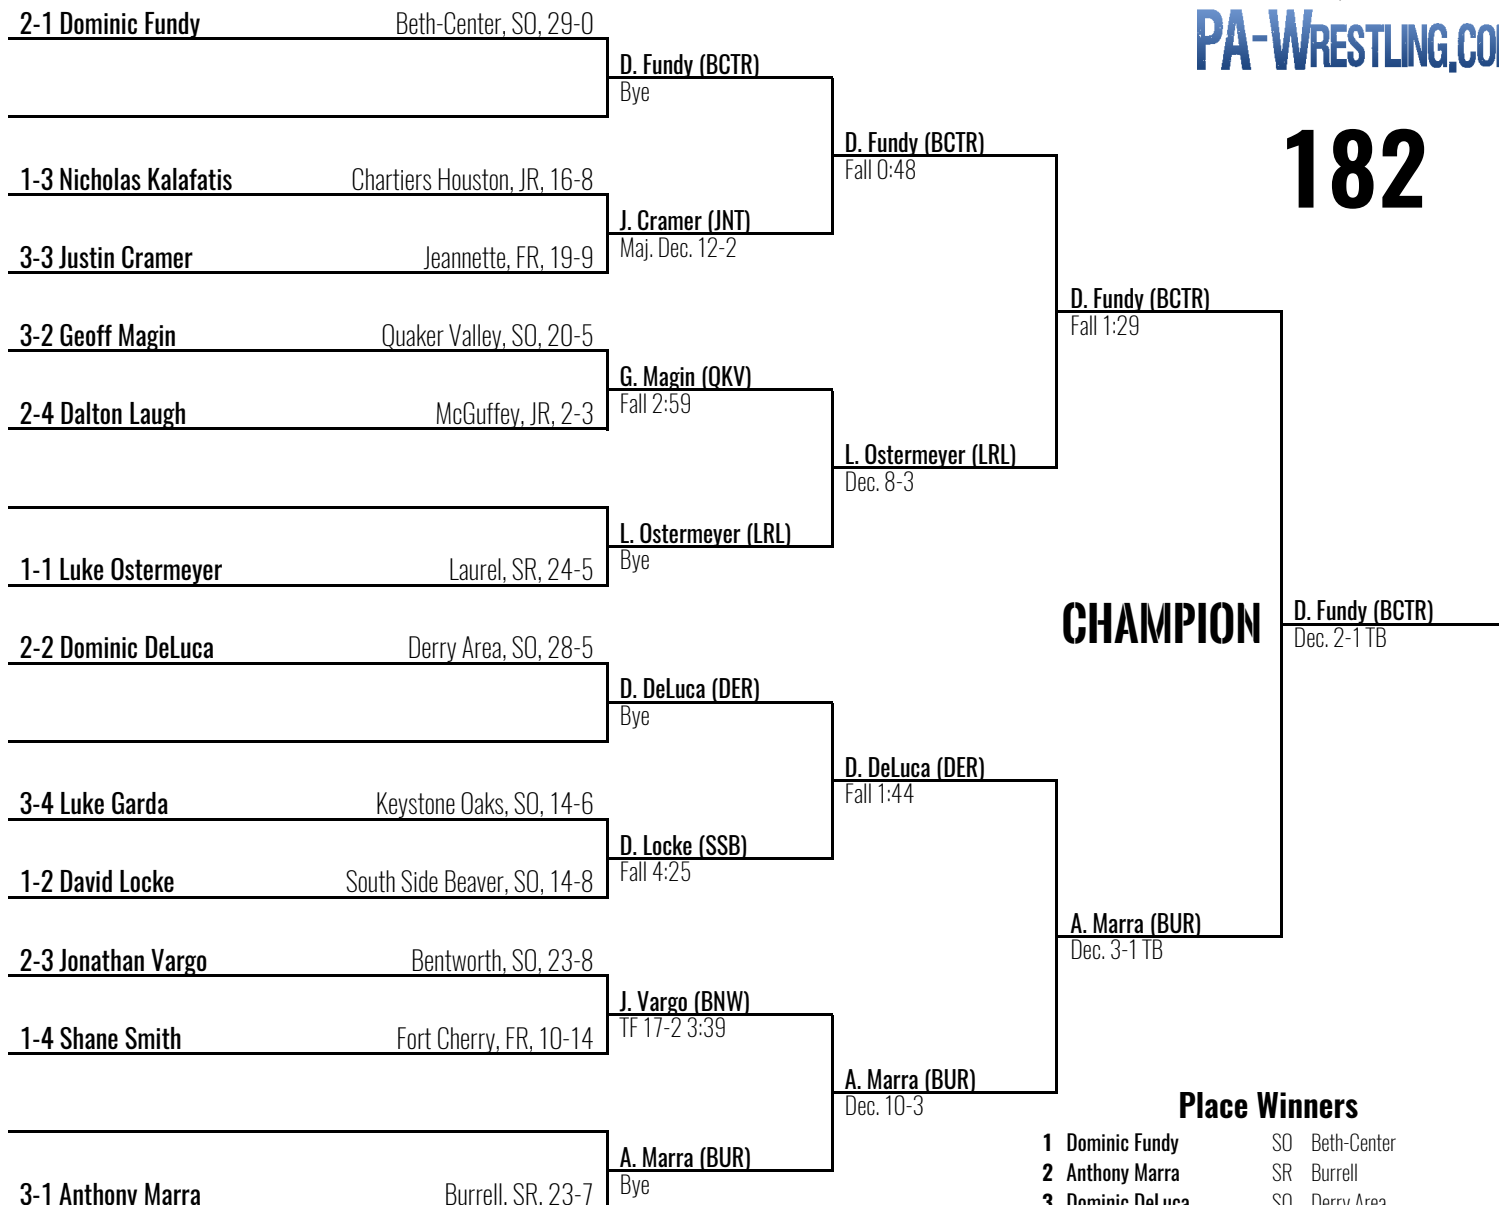 PA-WRESTLING.CO
182
2-1 Dominic Fundy Beth-Center, SO, 29-0
D. Fundy (BCTR)
Bye
D. Fundy (BCTR)
Fall 0:48
1-3 Nicholas Kalafatis Chartiers Houston, JR, 16-8
J. Cramer (JNT)
Maj. Dec. 12-2
3-3 Justin Cramer Jeannette, FR, 19-9
D. Fundy (BCTR)
Fall 1:29
3-2 Geoff Magin Quaker Valley, SO, 20-5
G. Magin (QKV)
Fall 2:59
2-4 Dalton Laugh McGuffey, JR, 2-3
L. Ostermeyer (LRL)
Dec. 8-3
L. Ostermeyer (LRL)
Bye
1-1 Luke Ostermeyer Laurel, SR, 24-5
CHAMPION
D. Fundy (BCTR)
Dec. 2-1 TB
2-2 Dominic DeLuca Derry Area, SO, 28-5
D. DeLuca (DER)
Bye
D. DeLuca (DER)
Fall 1:44
3-4 Luke Garda Keystone Oaks, SO, 14-6
D. Locke (SSB)
Fall 4:25
1-2 David Locke South Side Beaver, SO, 14-8
A. Marra (BUR)
Dec. 3-1 TB
2-3 Jonathan Vargo Bentworth, SO, 23-8
J. Vargo (BNW)
TF 17-2 3:39
1-4 Shane Smith Fort Cherry, FR, 10-14
A. Marra (BUR)
Dec. 10-3
A. Marra (BUR)
Bye
3-1 Anthony Marra Burrell, SR, 23-7
Place Winners
1 Dominic Fundy SO Beth-Center
2 Anthony Marra SR Burrell
3 Dominic DeLuca SO Derry Area